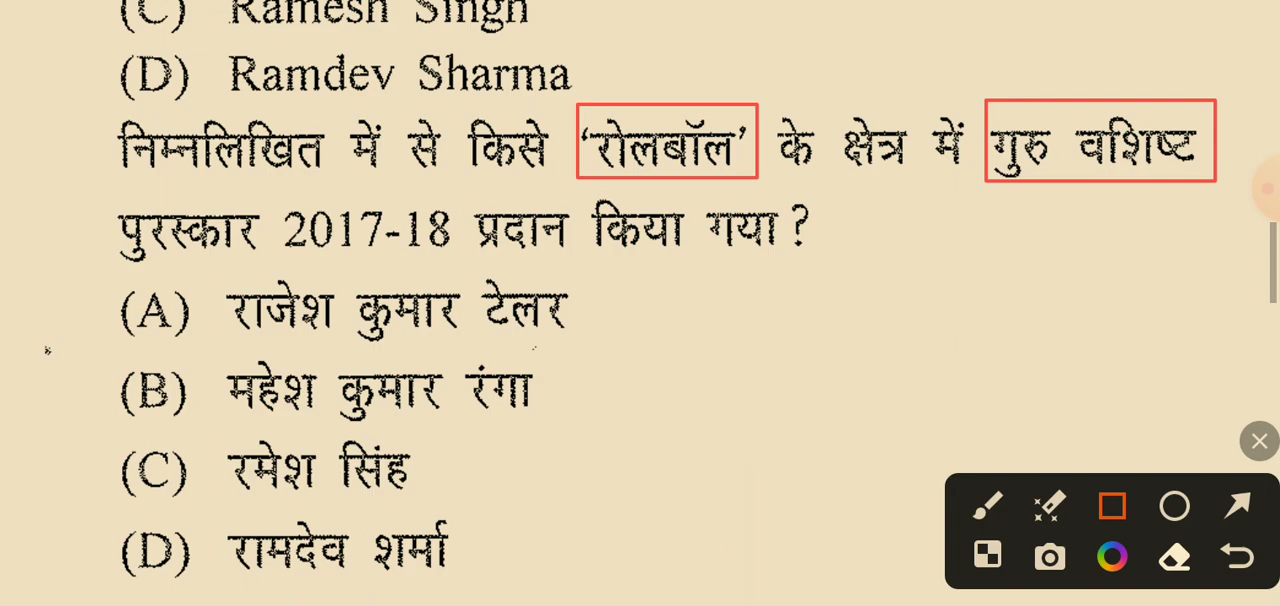 (C) Ramesh Singh
(D) Ramdev Sharma
निम्नलिखित में से किसे ‘रोलबॉल’ के क्षेत्र में गुरु वशिष्ट
पुरस्कार 2017-18 प्रदान किया गया ?
(A) राजेश कुमार टेलर
(B) महेश कुमार रंगा
(C) रमेश सिंह
(D) रामदेव शर्मा